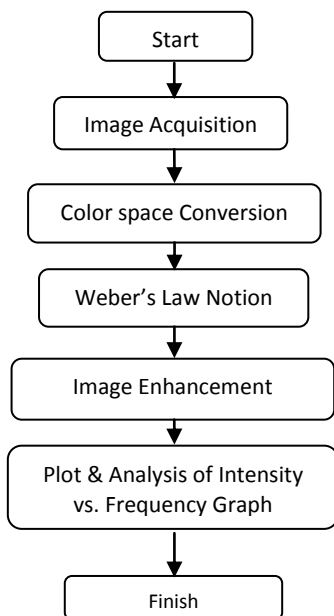 Start
Image Acquisition
Color space Conversion
Weber’s Law Notion
Image Enhancement
Plot & Analysis of Intensity
vs. Frequency Graph
Finish